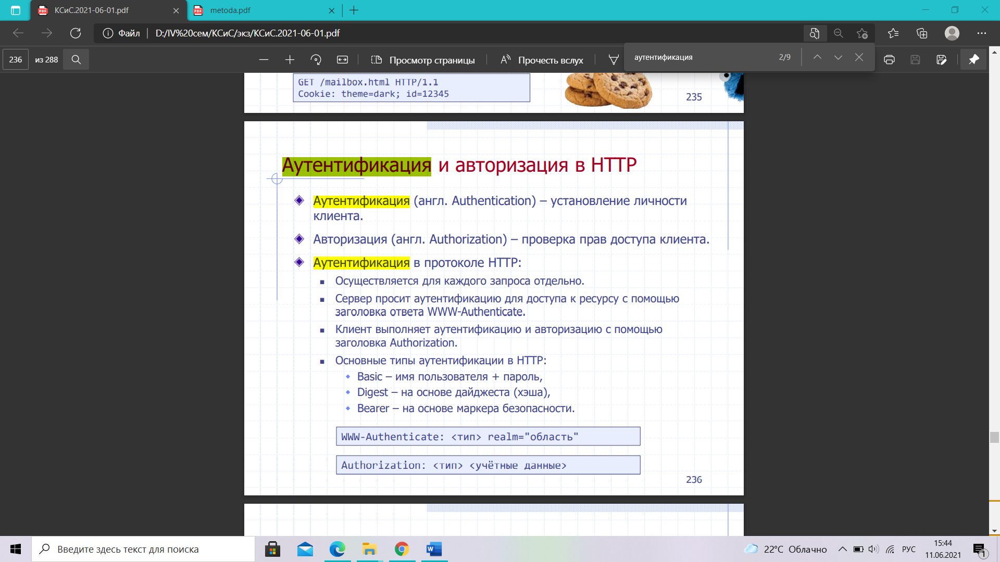 КСиС.2021-06-01.pdf
metoda.pdf
Файл
D:/IV%20сем/КСиС/экз/КСиС.2021-06-01.pdf
236
из 288
Просмотр страницы
Прочесть вслух
аутентификация
2/9
GET /mailbox.html HTTP/1.1
Cookie: theme=dark; id=12345
235
Аутентификация и авторизация в HTTP
Аутентификация (англ. Authentication) – установление личности
клиента.
Авторизация (англ. Authorization) – проверка прав доступа клиента.
Аутентификация в протоколе HTTP:
Осуществляется для каждого запроса отдельно.
Сервер просит аутентификацию для доступа к ресурсу с помощью
заголовка ответа WWW-Authenticate.
Клиент выполняет аутентификацию и авторизацию с помощью
заголовка Authorization.
Основные типы аутентификации в HTTP:
Basic – имя пользователя + пароль,
Digest – на основе дайджеста (хэша),
Bearer – на основе маркера безопасности.
WWW-Authenticate: <тип> realm="область"
Authorization: <тип> <учётные данные>
236
Введите здесь текст для поиска
22°C Облачно
РУС
15:44
11.06.2021
1